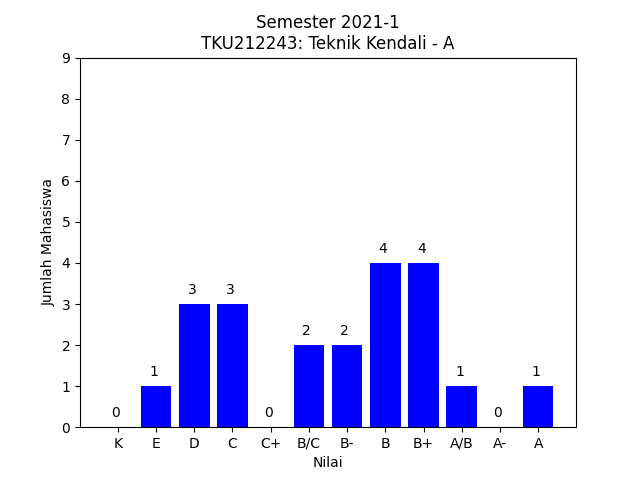 Semester 2021-1
TKU212243: Teknik Kendali - A
Jumlah Mahasiswa
9
8
7
6
5
4
3
2
1
0
0 1 3 3 0 2 2 4 4 1 0 1
K E D C C+ B/C B- B B+ A/B A- A
Nilai